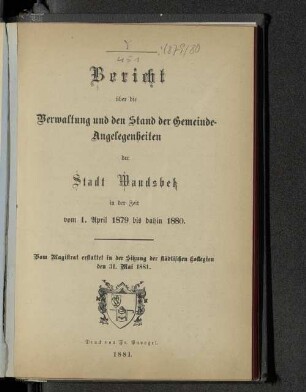 1879/80
Bericht
über die
Verwaltung und den Stand der Gemeinde-
Angelegenheiten
der
Stadt Wandsbek
in der Zeit
vom 1. April 1879 bis dahin 1880.
Vom Magistrat erstattet in der Sitzung der städtischen Collegien
den 31. Mai 1881.
Druck von Fr. Puvogel.
1881.